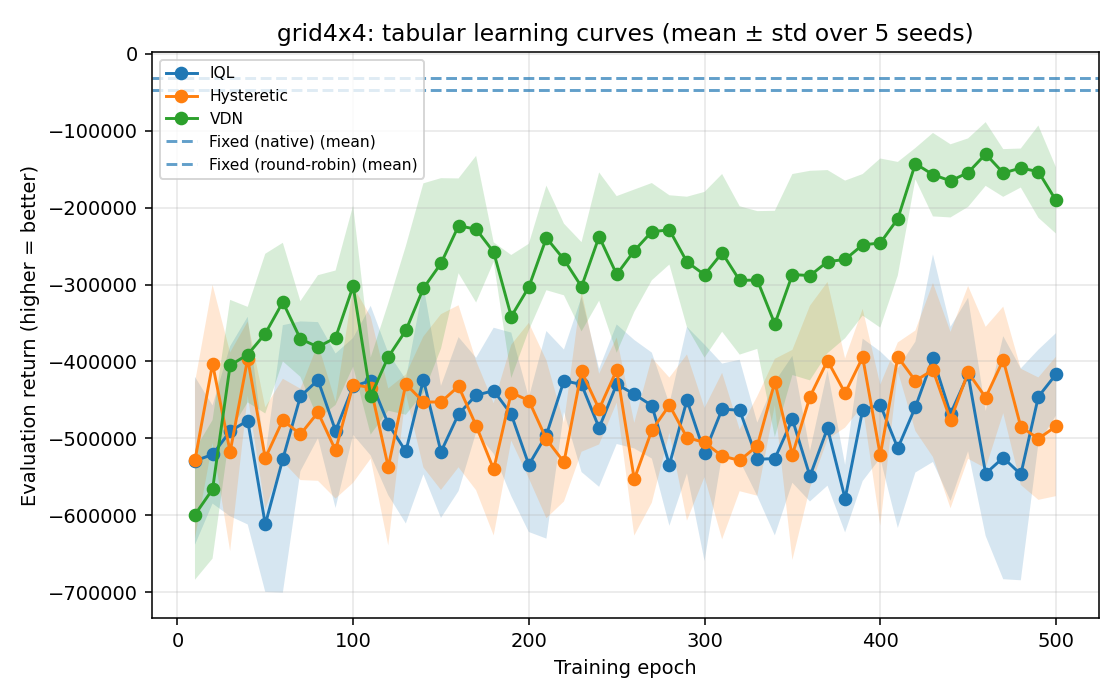 grid4x4: tabular learning curves (mean ± std over 5 seeds)
Evaluation return (higher = better)
0
−100000
−200000
−300000
−400000
−500000
−600000
−700000
IQL
Hysteretic
VDN
Fixed (native) (mean)
Fixed (round-robin) (mean)
0
100
200
300
400
500
Training epoch